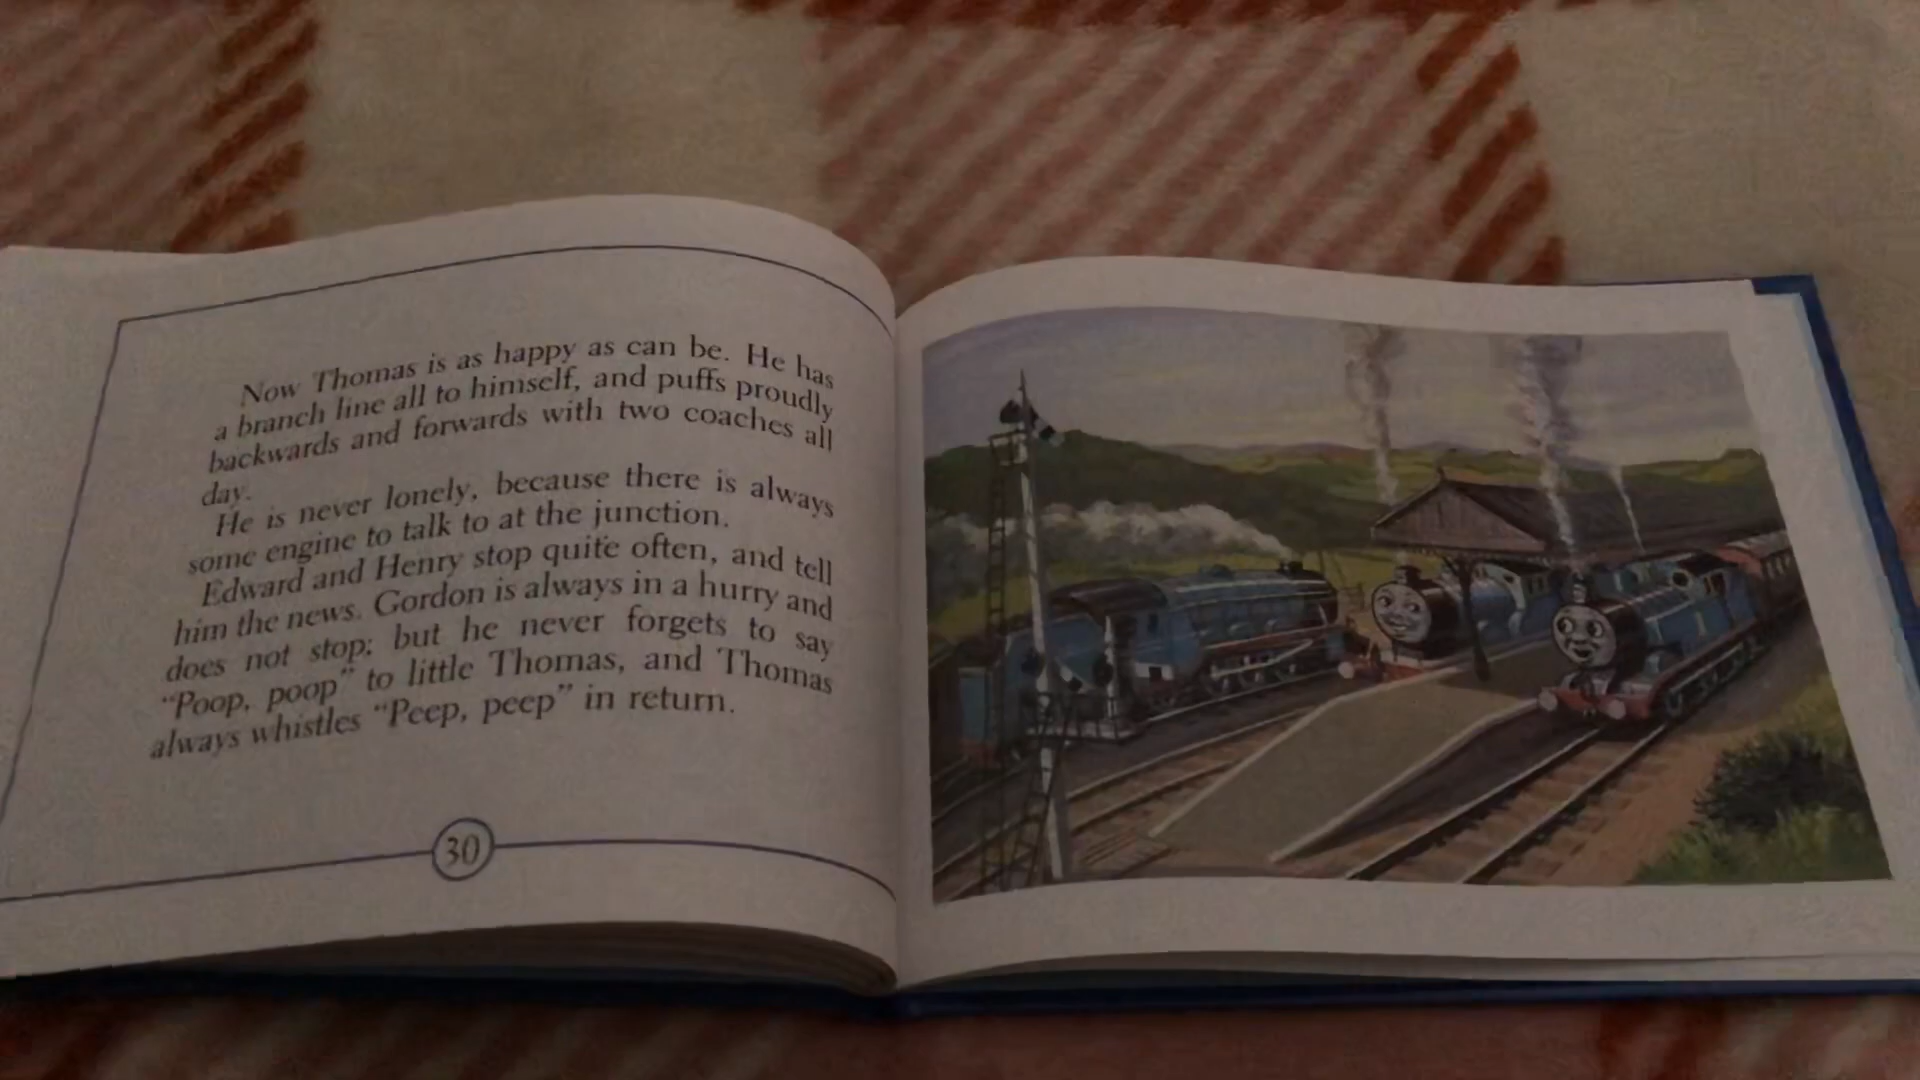 Now Thomas is as happy as can be. He has
a branch line all to himself, and puffs proudly
backwards and forwards with two coaches all
day.
He is never lonely, because there is always
some engine to talk to at the junction.
Edward and Henry stop quite often, and tell
him the news. Gordon is always in a hurry and
does not stop; but he never forgets to say
“Poop, poop” to little Thomas, and Thomas
always whistles “Peep, peep” in return.
30
1